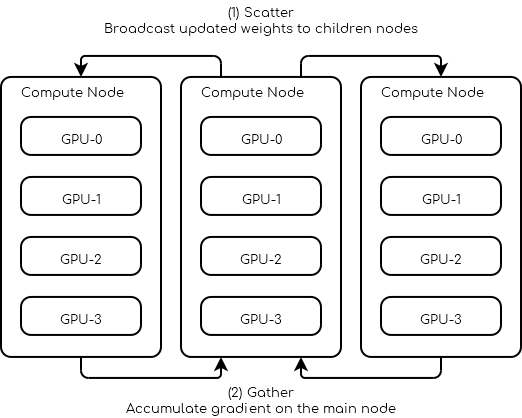 (1) Scatter
Broadcast updated weights to children nodes
Compute Node
GPU-0
GPU-1
GPU-2
GPU-3
Compute Node
GPU-0
GPU-1
GPU-2
GPU-3
Compute Node
GPU-0
GPU-1
GPU-2
GPU-3
(2) Gather
Accumulate gradient on the main node